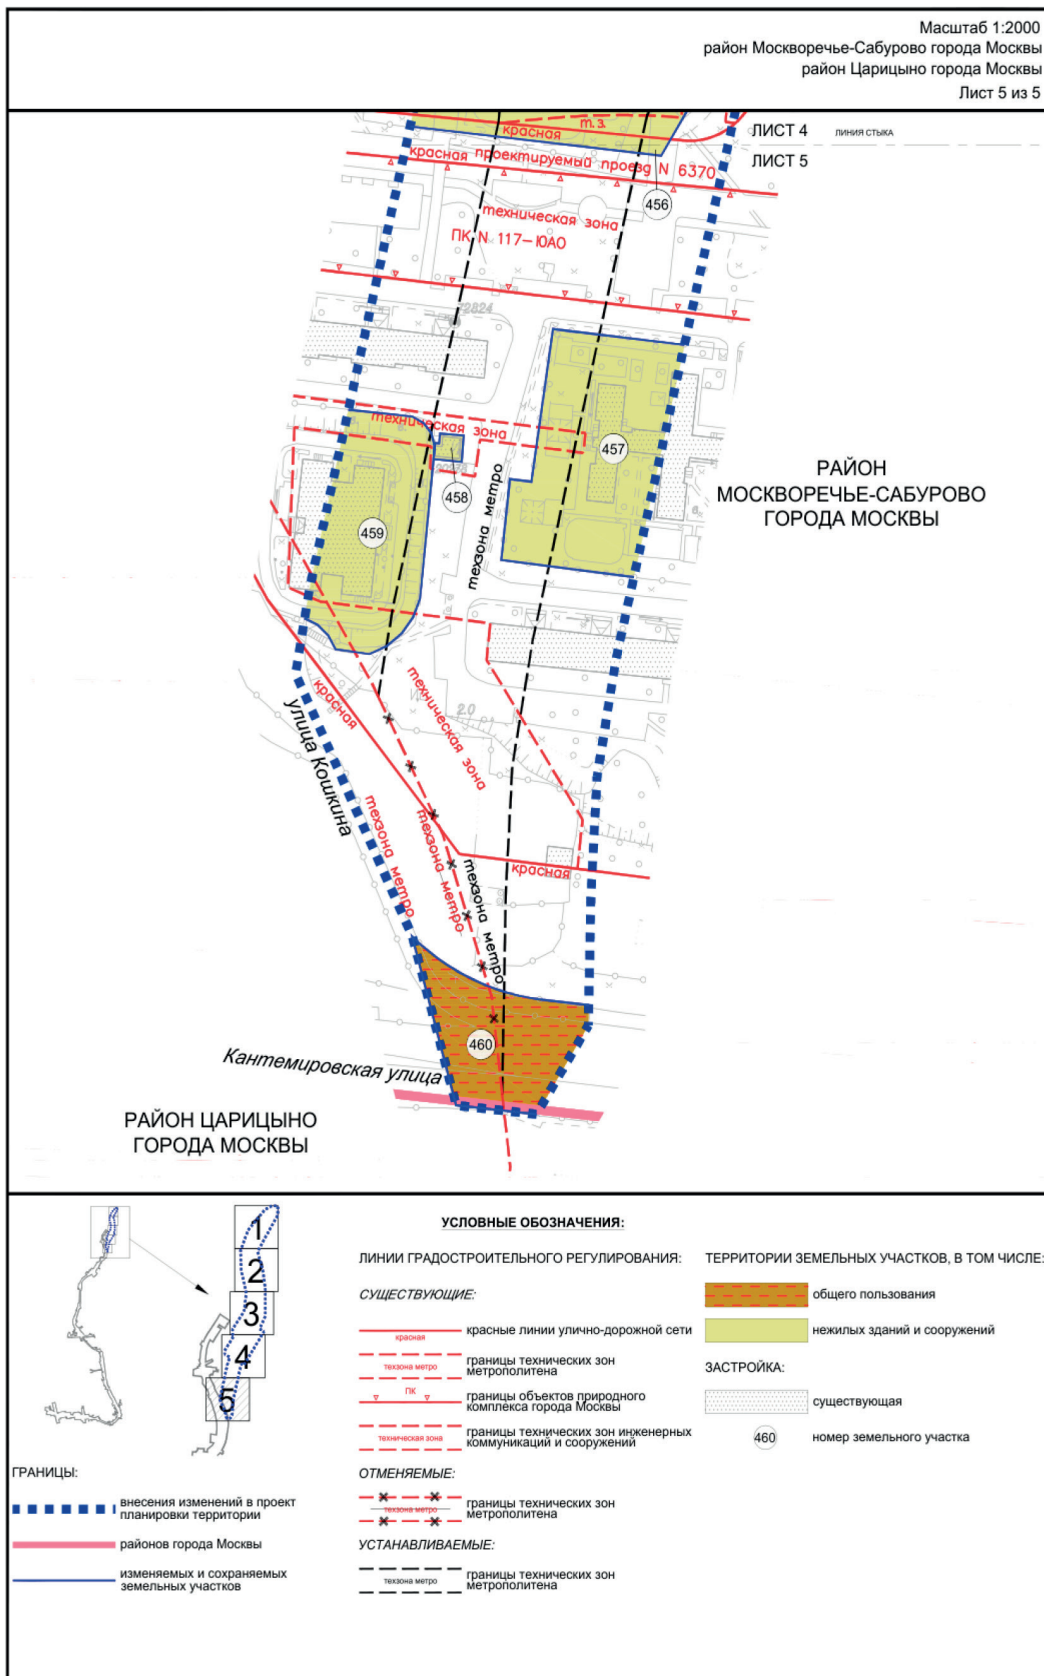 Масштаб 1:2000
район Москворечье-Сабурово города Москвы
район Царицыно города Москвы
Лист 5 из 5
ЛИСТ 4
ЛИНИЯ СТЫКА
ЛИСТ 5
т.з.
красная
красная проектируемый проезд N 6370
456
техническая зона
ПК N 117-ЮАО
72824
техническая зона
457
458
459
техзона метро
РАЙОН
МОСКВОРЕЧЬЕ-САБУРОВО
ГОРОДА МОСКВЫ
красная
техническая зона
2.0
улица Кошкина
техзона метро
техзона метро
техзона метро
красная
460
Кантемировская улица
РАЙОН ЦАРИЦЫНО
ГОРОДА МОСКВЫ
1
2
3
4
5
УСЛОВНЫЕ ОБОЗНАЧЕНИЯ:
ЛИНИИ ГРАДОСТРОИТЕЛЬНОГО РЕГУЛИРОВАНИЯ:
СУЩЕСТВУЮЩИЕ:
красная
красные линии улично-дорожной сети
техзона метро
границы технических зон
метрополитена
ПК
границы объектов природного
комплекса города Москвы
техническая зона
границы технических зон инженерных
коммуникаций и сооружений
ОТМЕНЯЕМЫЕ:
техзона метро
границы технических зон
метрополитена
УСТАНАВЛИВАЕМЫЕ:
техзона метро
границы технических зон
метрополитена
ТЕРРИТОРИИ ЗЕМЕЛЬНЫХ УЧАСТКОВ, В ТОМ ЧИСЛЕ:
общего пользования
нежилых зданий и сооружений
ЗАСТРОЙКА:
существующая
460
номер земельного участка
ГРАНИЦЫ:
внесения изменений в проект
планировки территории
районов города Москвы
изменяемых и сохраняемых
земельных участков